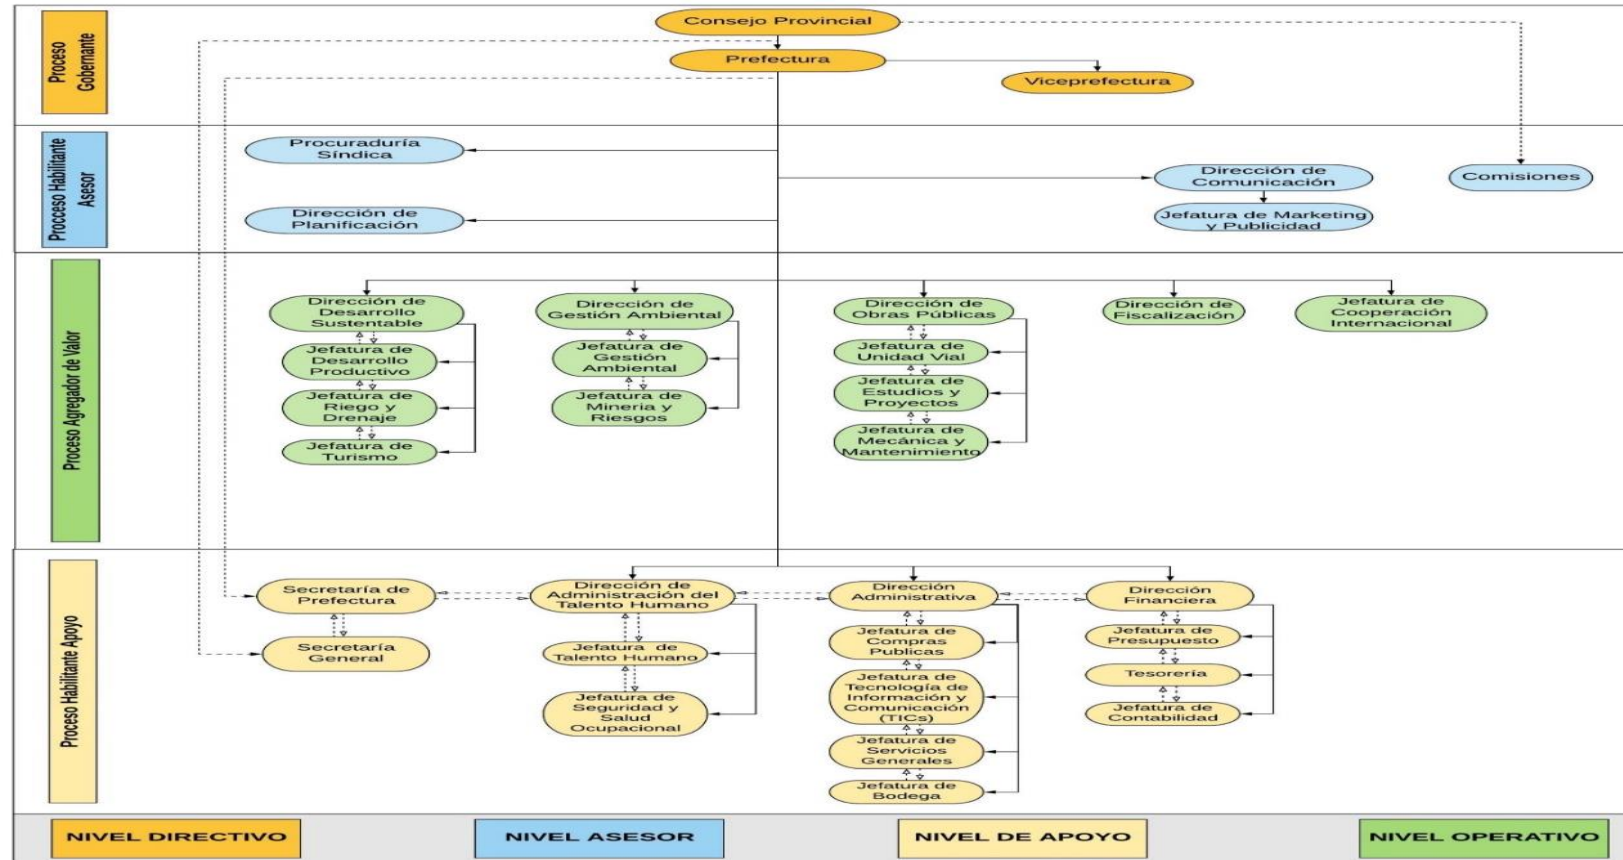 Proceso
Gobernante
Consejo Provincial
Prefectura
Viceprefectura
Procceso Habilitante
Asesor
Procuraduría
Síndica
Dirección de
Comunicación
Comisiones
Dirección de
Planificación
Jefatura de Marketing
y Publicidad
Proceso Agregador de Valor
Dirección de
Desarrollo
Sustentable
Jefatura de
Desarrollo
Productivo
Jefatura de
Riego y
Drenaje
Jefatura de
Turismo
Dirección de
Gestión Ambiental
Jefatura de
Gestión
Ambiental
Jefatura de
Mineria y
Riesgos
Dirección de
Obras Públicas
Jefatura de
Unidad Vial
Jefatura de
Estudios y
Proyectos
Jefatura de
Mecánica y
Mantenimiento
Dirección de
Fiscalización
Jefatura de
Cooperación
Internacional
Proceso Habilitante Apoyo
Secretaría de
Prefectura
Secretaría
General
Dirección de
Administración del
Talento Humano
Jefatura de
Talento Humano
Jefatura de
Seguridad y
Salud
Ocupacional
Dirección
Administrativa
Jefatura de
Compras
Publicas
Jefatura de
Tecnología de
Información y
Comunicación
(TICs)
Jefatura de
Servicios
Generales
Jefatura de
Bodega
Dirección
Financiera
Jefatura de
Presupuesto
Tesorería
Jefatura de
Contabilidad
NIVEL DIRECTIVO
NIVEL ASESOR
NIVEL DE APOYO
NIVEL OPERATIVO